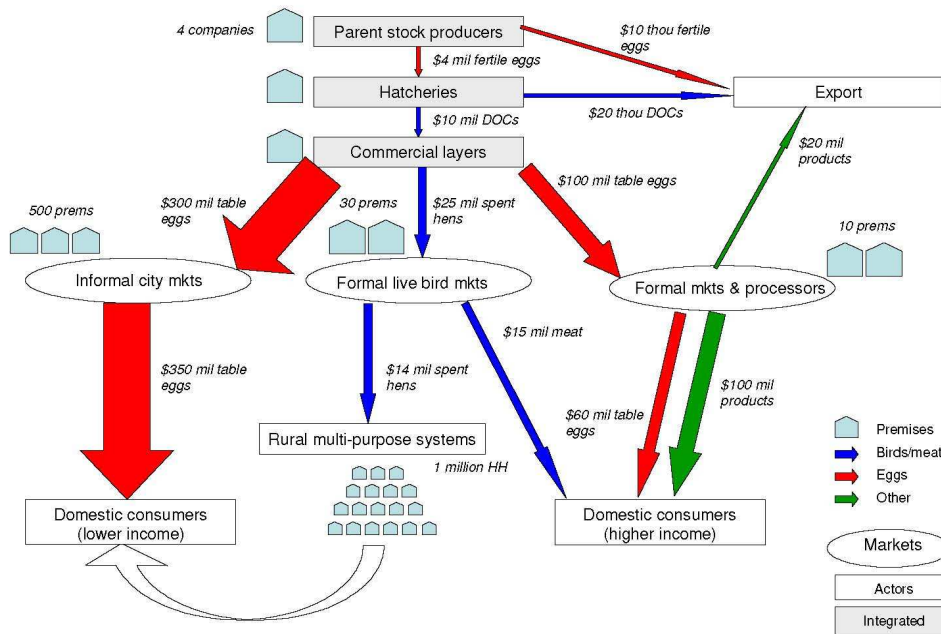 4 companies
Parent stock producers
$10 thou fertile
eggs
$4 mil fertile eggs
Hatcheries
Export
$10 mil DOCs
$20 thou DOCs
Commercial layers
$20 mil
products
$100 mil table eggs
$300 mil table
eggs
30 prems
$25 mil spent
hens
500 prems
10 prems
Informal city mkts
Formal live bird mkts
Formal mkts & processors
$15 mil meat
$350 mil table
eggs
$14 mil spent
hens
$100 mil
products
$60 mil table
eggs
Rural multi-purpose systems
1 million HH
Premises
Birds/meat
Eggs
Other
Domestic consumers
(lower income)
Domestic consumers
(higher income)
Markets
Actors
Integrated